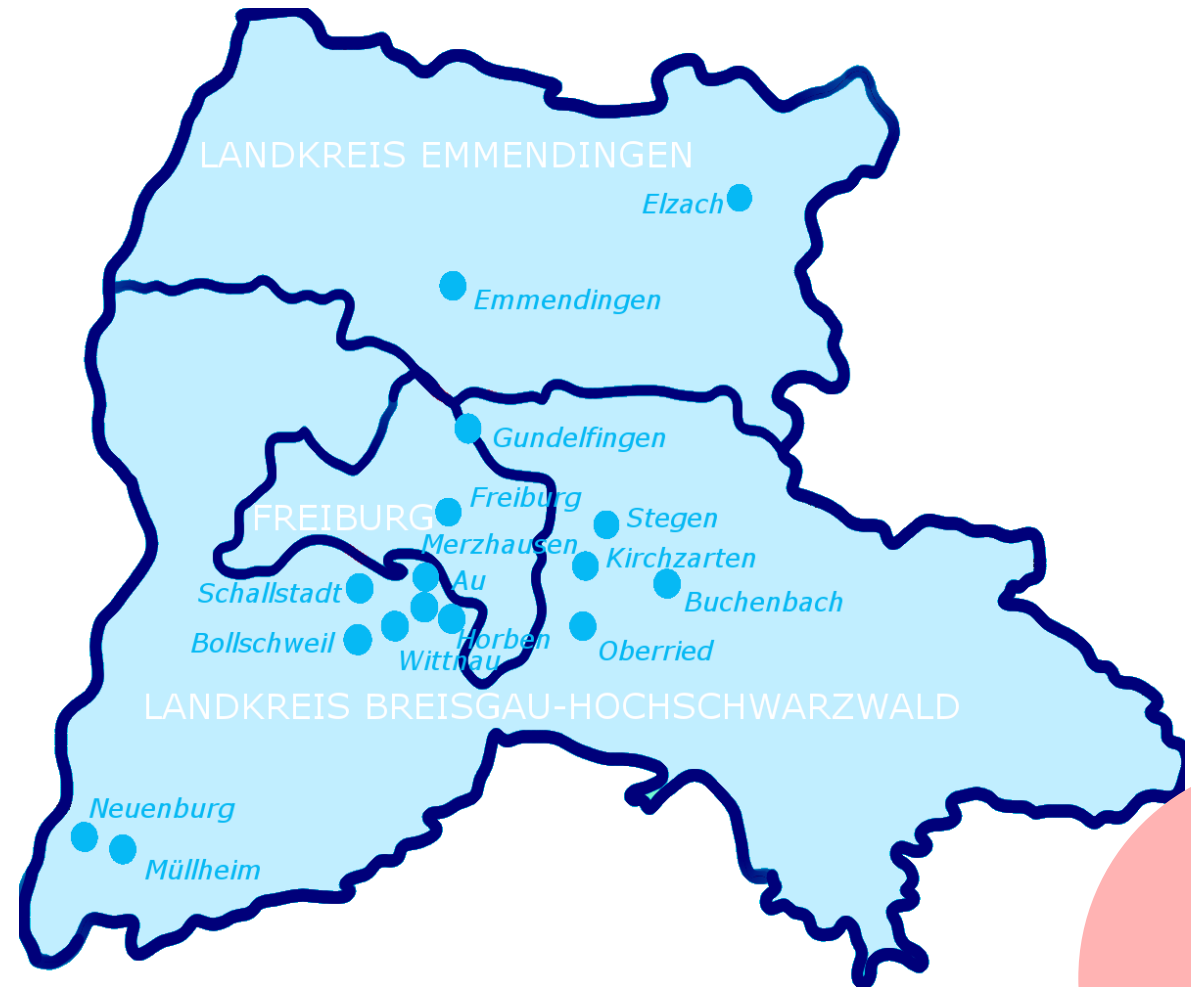 LANDKREIS EMMENDINGEN
Elzach
Emmendingen
Gundelfingen
Freiburg
FREIBURG
Stegen
Merzhausen
Kirchzarten
Au
Schallstadt
Buchenbach
Horben
Bollschweil
Oberried
Wittnau
LANDKREIS BREISGAU-HOCHSCHWARZWALD
Neuenburg
Müllheim